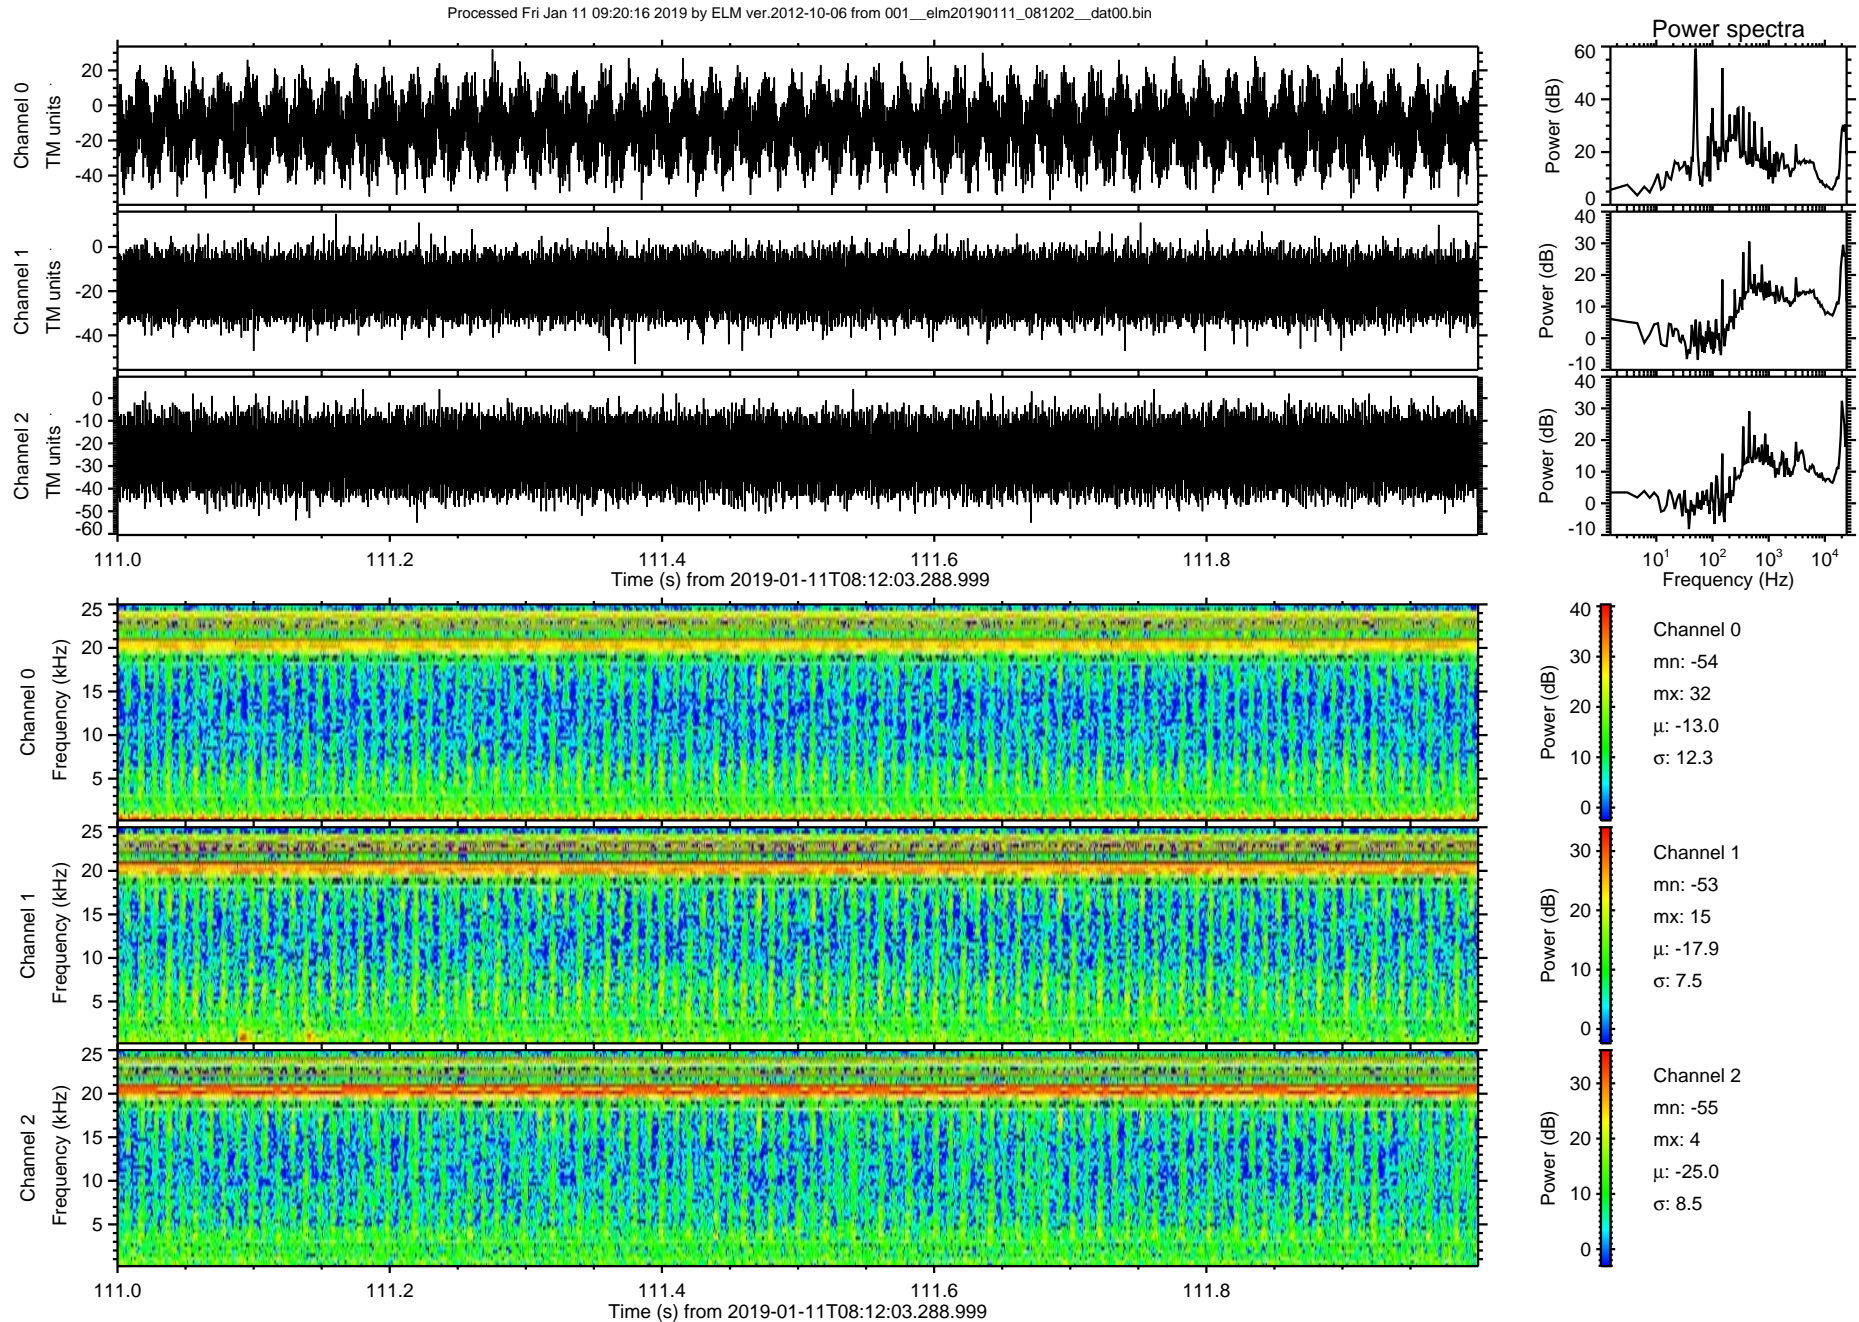 Processed Fri Jan 11 09:20:16 2019 by ELM ver.2012-10-06 from 001__elm20190111_081202__dat00.bin
Power spectra
Channel 0
TM units
20
0
-20
-40
Power (dB)
60
40
20
0
Channel 1
TM units
0
-20
-40
Power (dB)
40
30
20
10
0
-10
Channel 2
TM units
0
-10
-20
-30
-40
-50
-60
Power (dB)
40
30
20
10
0
-10
111.0 111.2 111.4 111.6 111.8
Time (s) from 2019-01-11T08:12:03.288.999
10¹ 10² 10³ 10⁴
Frequency (Hz)
Channel 0
Frequency (kHz)
25
20
15
10
5
Power (dB)
40
30
20
10
0
Channel 0
mn: -54
mx: 32
µ: -13.0
σ: 12.3
Channel 1
Frequency (kHz)
25
20
15
10
5
Power (dB)
30
20
10
0
Channel 1
mn: -53
mx: 15
µ: -17.9
σ: 7.5
Channel 2
Frequency (kHz)
25
20
15
10
5
Power (dB)
30
20
10
0
Channel 2
mn: -55
mx: 4
µ: -25.0
σ: 8.5
111.0 111.2 111.4 111.6 111.8
Time (s) from 2019-01-11T08:12:03.288.999